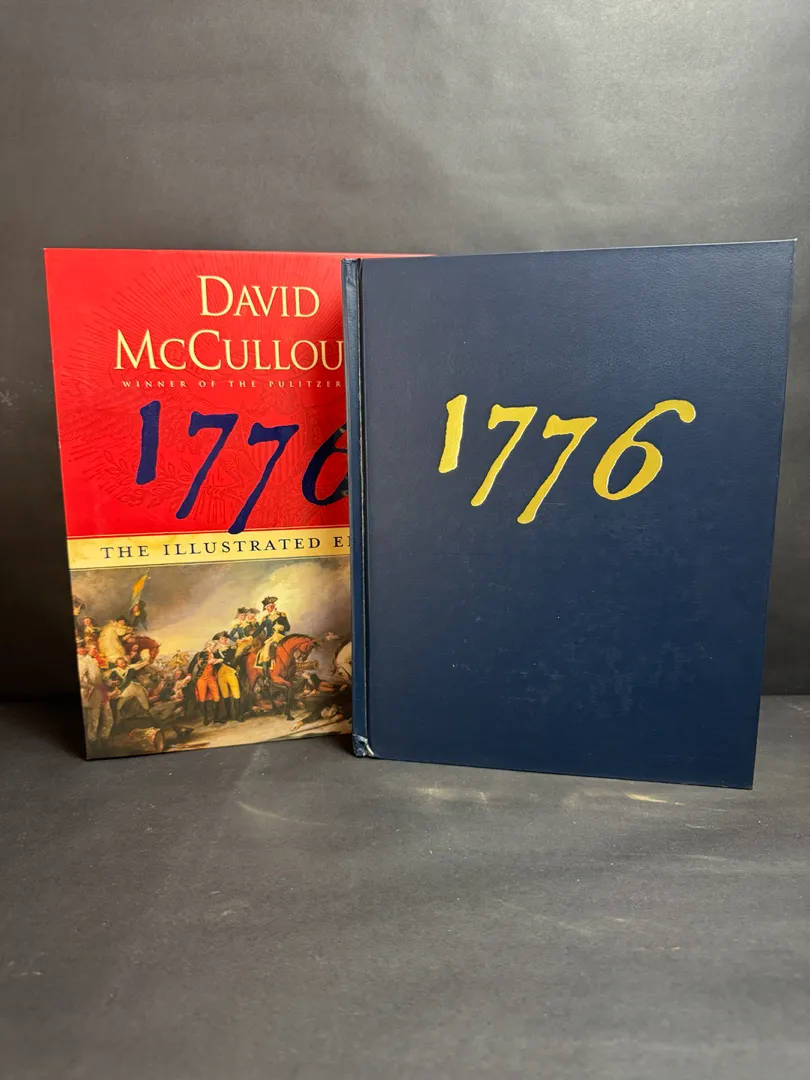 DAVID
MCCULLOU
WINNER OF THE PULITZER
1776
THE ILLUSTRATED E
1776